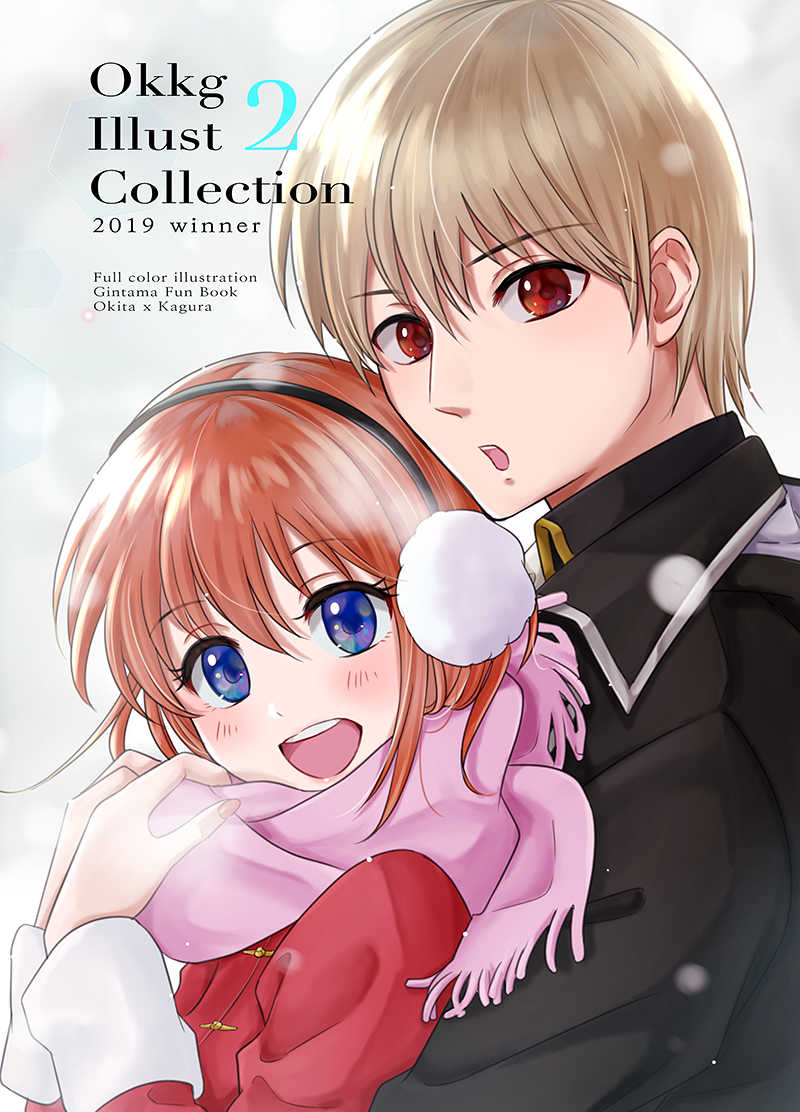 Okkg
Illust 2
Collection
2019 winner
Full color illustration
Gintama Fun Book
Okita x Kagura